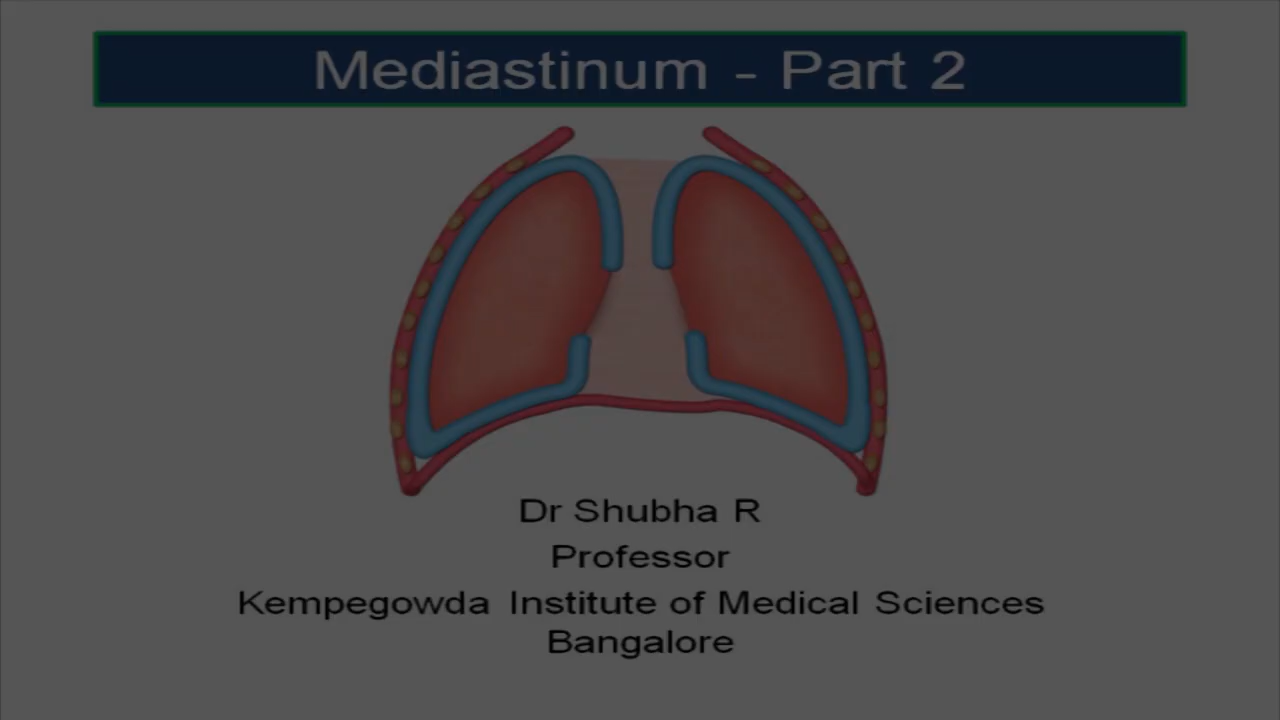 Mediastinum - Part 2
Dr Shubha R
Professor
Kempegowda Institute of Medical Sciences
Bangalore